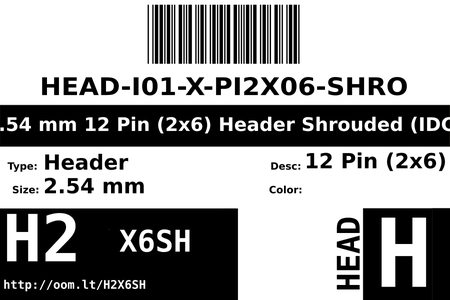 HEAD-I01-X-PI2X06-SHRO
.54 mm 12 Pin (2x6) Header Shrouded (IDC
Type: Header
Desc: 12 Pin (2x6)
Size: 2.54 mm
Color:
H2
X6SH
HEAD
H
http://oom.lt/H2X6SH